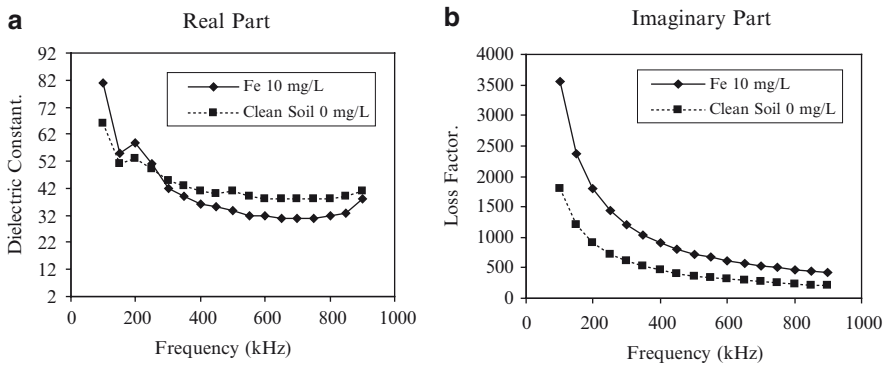 a
Real Part
Dielectric Constant.
92
82
72
62
52
42
32
22
12
2
Fe 10 mg/L
Clean Soil 0 mg/L
0
200
400
600
800
1000
Frequency (kHz)
b
Imaginary Part
Loss Factor.
4000
3500
3000
2500
2000
1500
1000
500
0
Fe 10 mg/L
Clean Soil 0 mg/L
0
200
400
600
800
1000
Frequency (kHz)